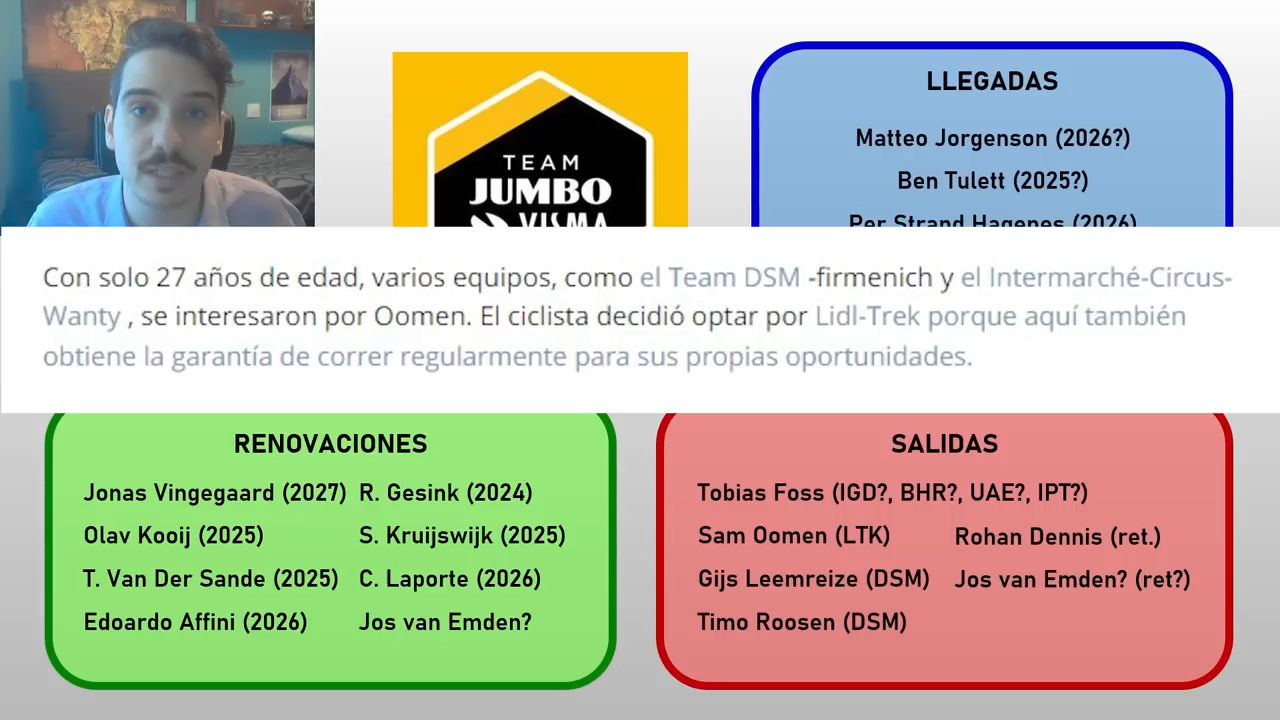 TEAM
JUMBO
VISMA
LLEGADAS
Matteo Jorgenson (2026?)
Ben Tulett (2025?)
Per Strand Hagenes (2026)
Con solo 27 años de edad, varios equipos, como el Team DSM -firmenich y el Intermarché-Circus-
Wanty , se interesaron por Oomen. El ciclista decidió optar por Lidl-Trek porque aquí también
obtiene la garantía de correr regularmente para sus propias oportunidades.
RENOVACIONES
Jonas Vingegaard (2027) R. Gesink (2024)
Olav Kooij (2025) S. Kruijswijk (2025)
T. Van Der Sande (2025) C. Laporte (2026)
Edoardo Affini (2026) Jos van Emden?
SALIDAS
Tobias Foss (IGD?, BHR?, UAE?, IPT?)
Sam Oomen (LTK) Rohan Dennis (ret.)
Gijs Leemreize (DSM) Jos van Emden? (ret?)
Timo Roosen (DSM)